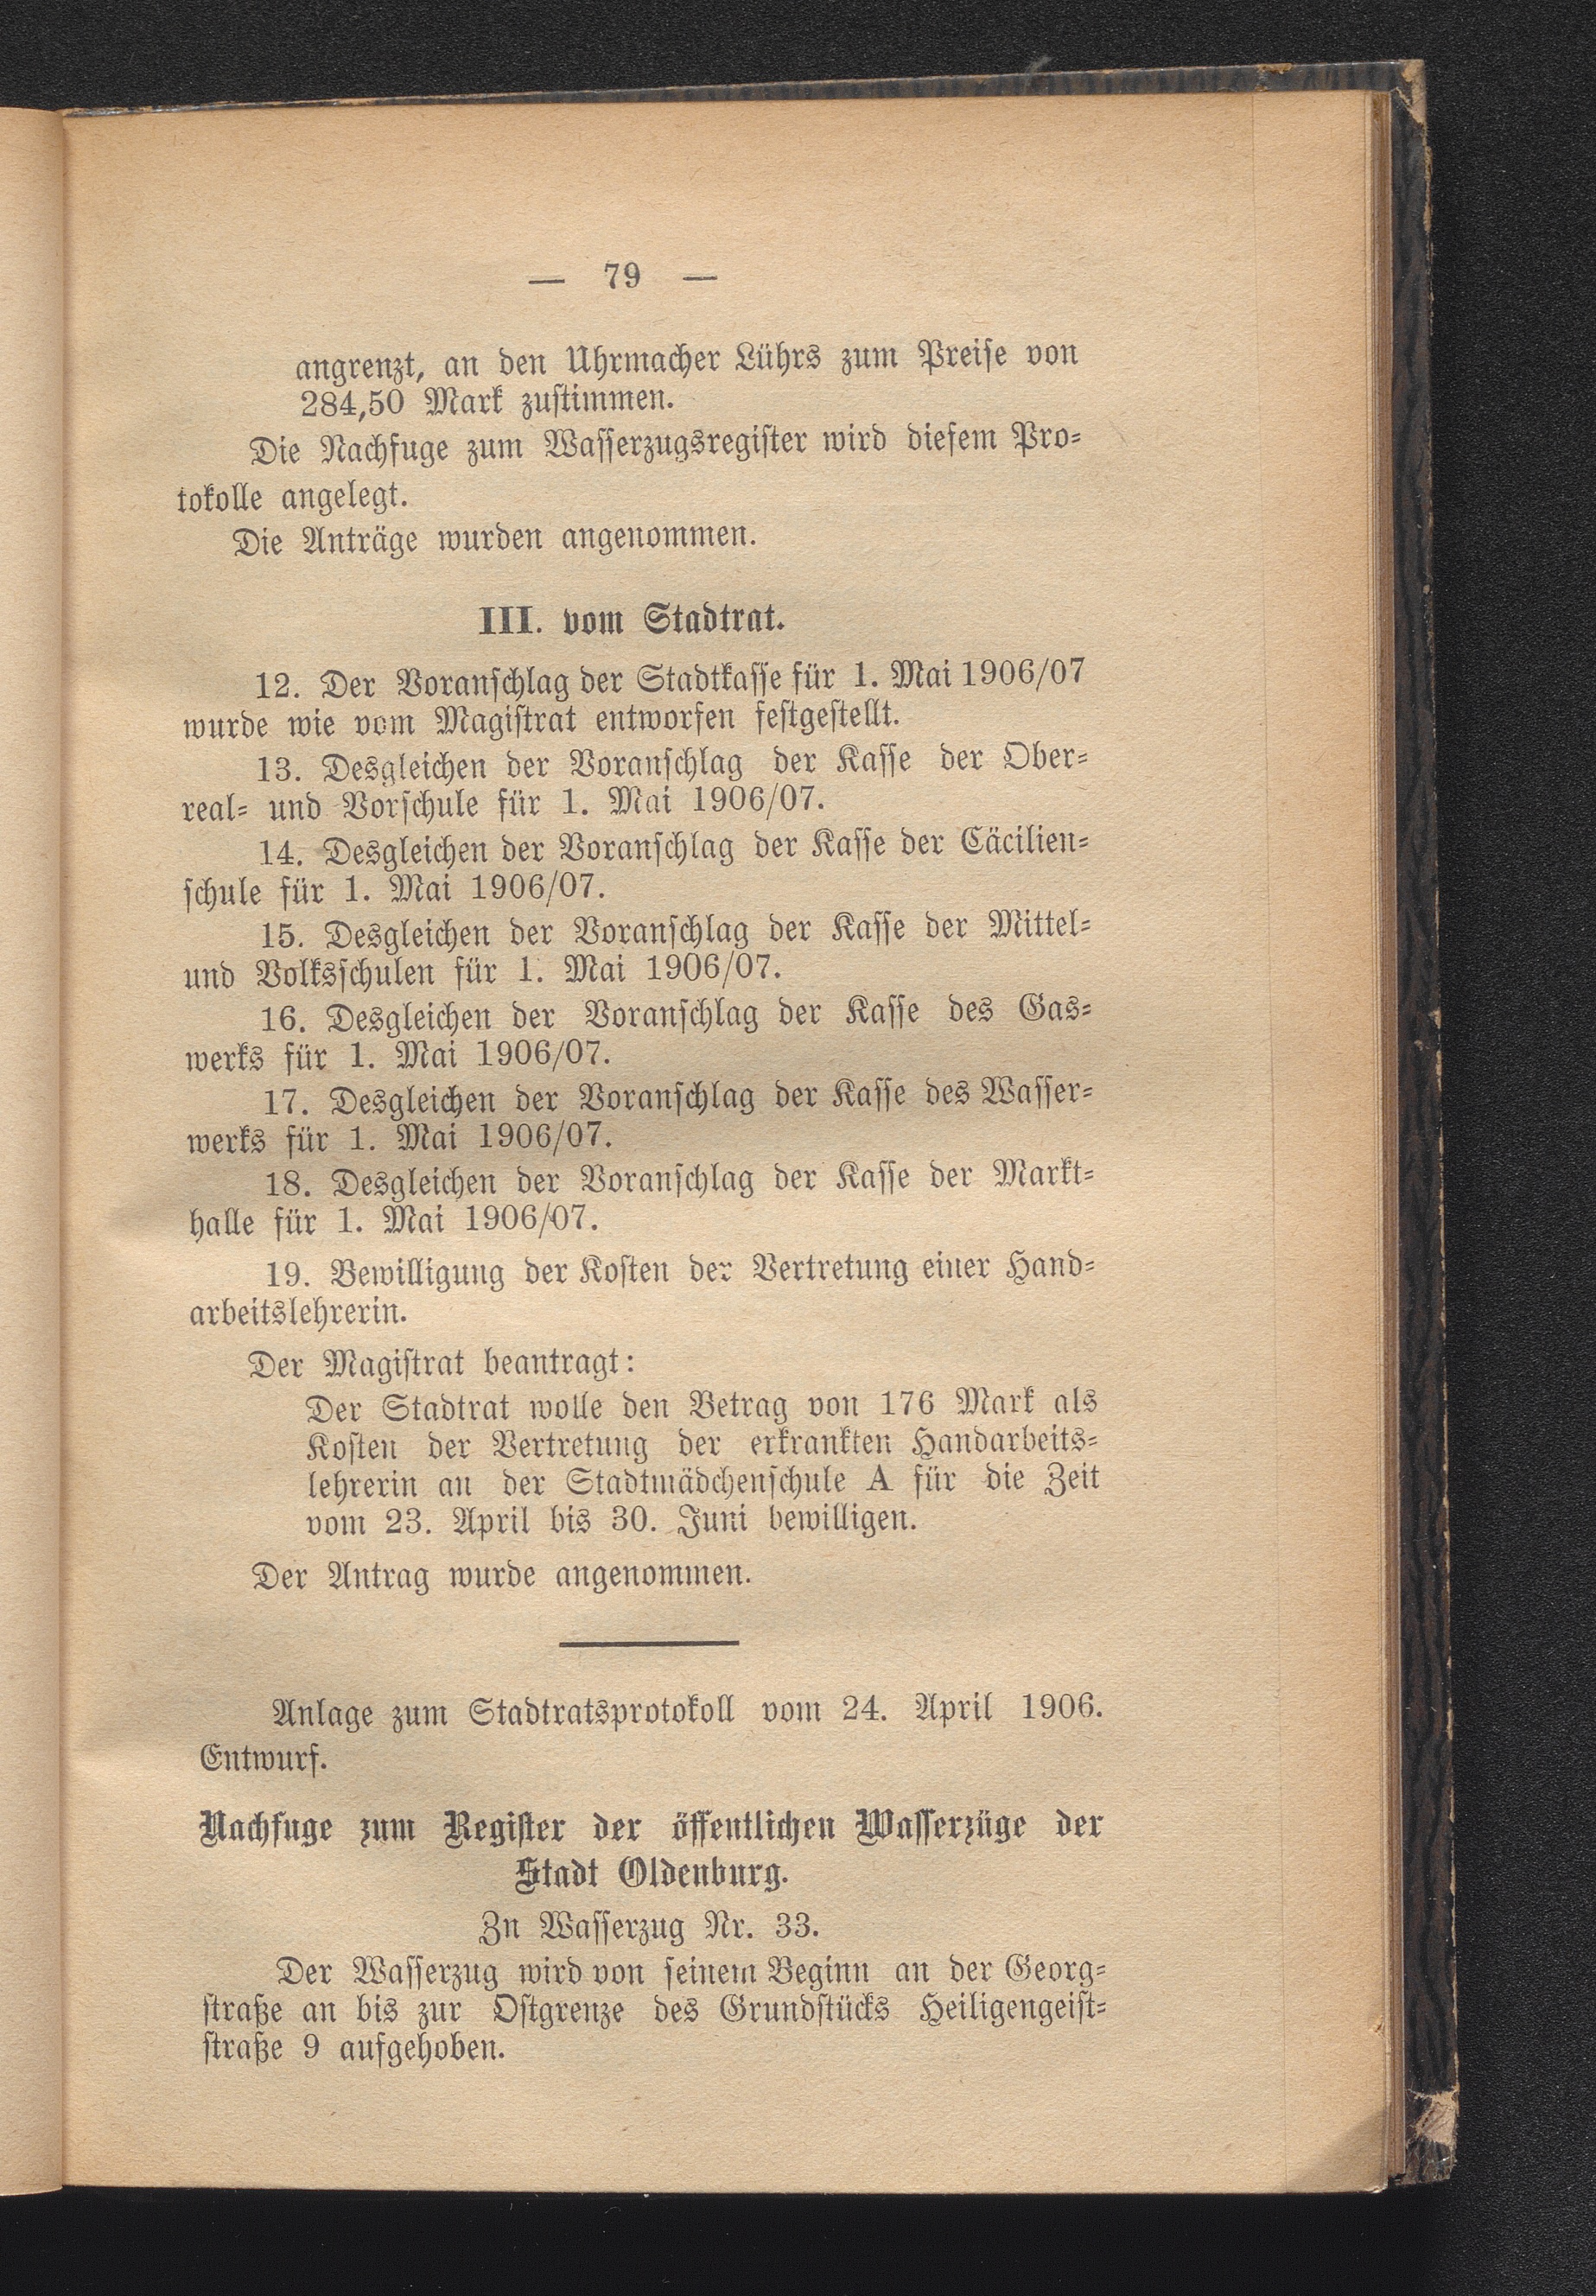 — 79 —
angrenzt, an den Uhrmacher Lührs zum Preise von
284,50 Mark zustimmen.
Die Nachfuge zum Wasserzugsregister wird diesem Pro-
tokolle angelegt.
Die Anträge wurden angenommen.
III. vom Stadtrat.
12. Der Voranschlag der Stadtkasse für 1. Mai 1906/07
wurde wie vom Magistrat entworfen festgestellt.
13. Desgleichen der Voranschlag der Kasse der Ober-
real- und Vorschule für 1. Mai 1906/07.
14. Desgleichen der Voranschlag der Kasse der Cäcilien-
schule für 1. Mai 1906/07.
15. Desgleichen der Voranschlag der Kasse der Mittel-
und Volksschulen für 1. Mai 1906/07.
16. Desgleichen der Voranschlag der Kasse des Gas-
werks für 1. Mai 1906/07.
17. Desgleichen der Voranschlag der Kasse des Wasser-
werks für 1. Mai 1906/07.
18. Desgleichen der Voranschlag der Kasse der Markt-
halle für 1. Mai 1906/07.
19. Bewilligung der Kosten der Vertretung einer Hand-
arbeitslehrerin.
Der Magistrat beantragt:
Der Stadtrat wolle den Betrag von 176 Mark als
Kosten der Vertretung der erkrankten Handarbeits-
lehrerin an der Stadtmädchenschule A für die Zeit
vom 23. April bis 30. Juni bewilligen.
Der Antrag wurde angenommen.
Anlage zum Stadtratsprotokoll vom 24. April 1906.
Entwurf.
Nachfuge zum Register der öffentlichen Wasserzüge der
Stadt Oldenburg.
Zu Wasserzug Nr. 33.
Der Wasserzug wird von seinem Beginn an der Georg-
straße an bis zur Ostgrenze des Grundstücks Heiligengeist-
straße 9 aufgehoben.